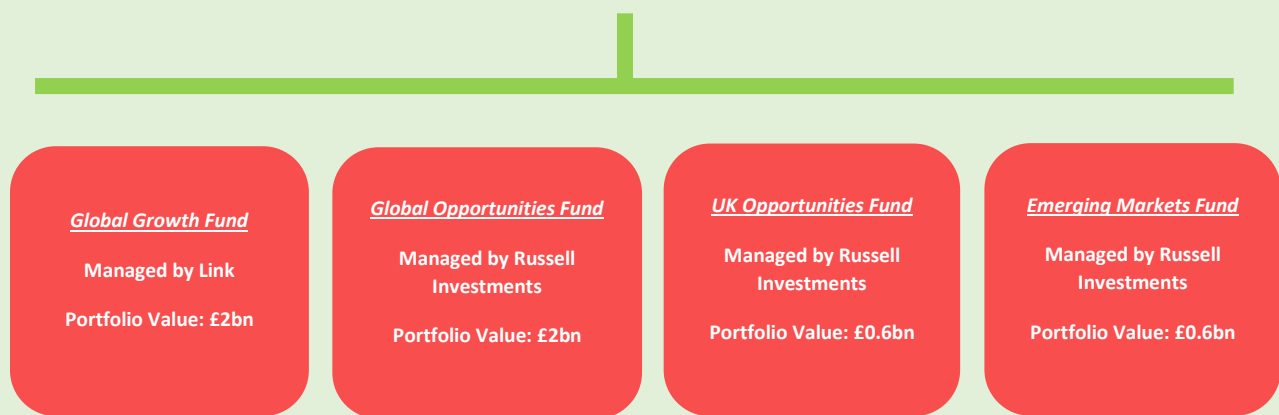 Global Growth Fund
Managed by Link
Portfolio Value: £2bn
Global Opportunities Fund
Managed by Russell
Investments
Portfolio Value: £2bn
UK Opportunities Fund
Managed by Russell
Investments
Portfolio Value: £0.6bn
Emerging Markets Fund
Managed by Russell
Investments
Portfolio Value: £0.6bn